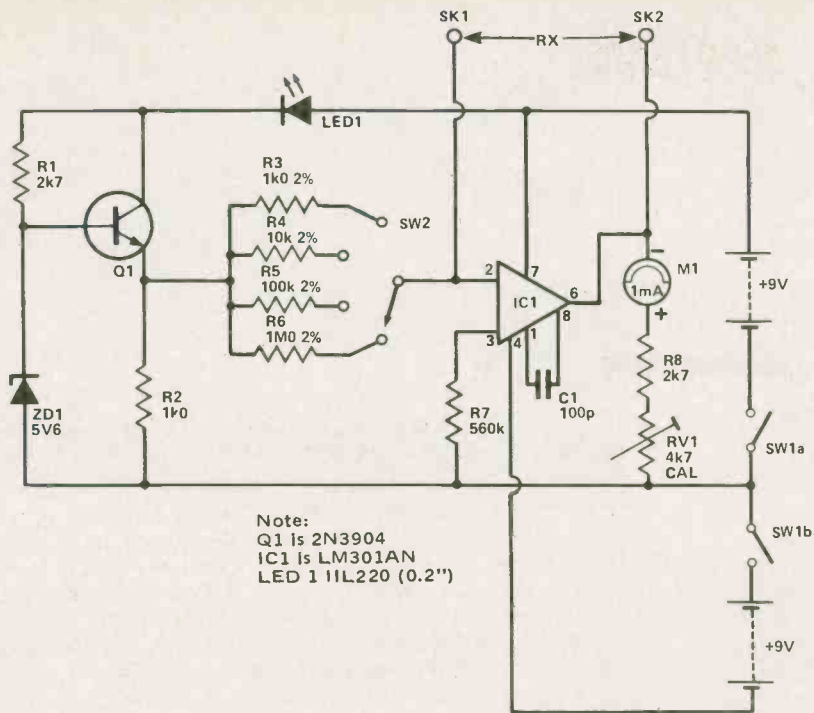 SK1
RX
SK2
LED1
R1
2k7
R3
1k0 2%
R4
10k 2%
R5
100k 2%
R6
1M0 2%
SW2
Q1
ZD1
5V6
R2
1k0
2
7
6
3
4
1
8
IC1
R7
560k
C1
100p
-
M1
1mA
+
R8
2k7
RV1
4k7
CAL
+9V
SW1a
SW1b
+9V
Note:
Q1 is 2N3904
IC1 is LM301AN
LED 1 IIL220 (0.2")